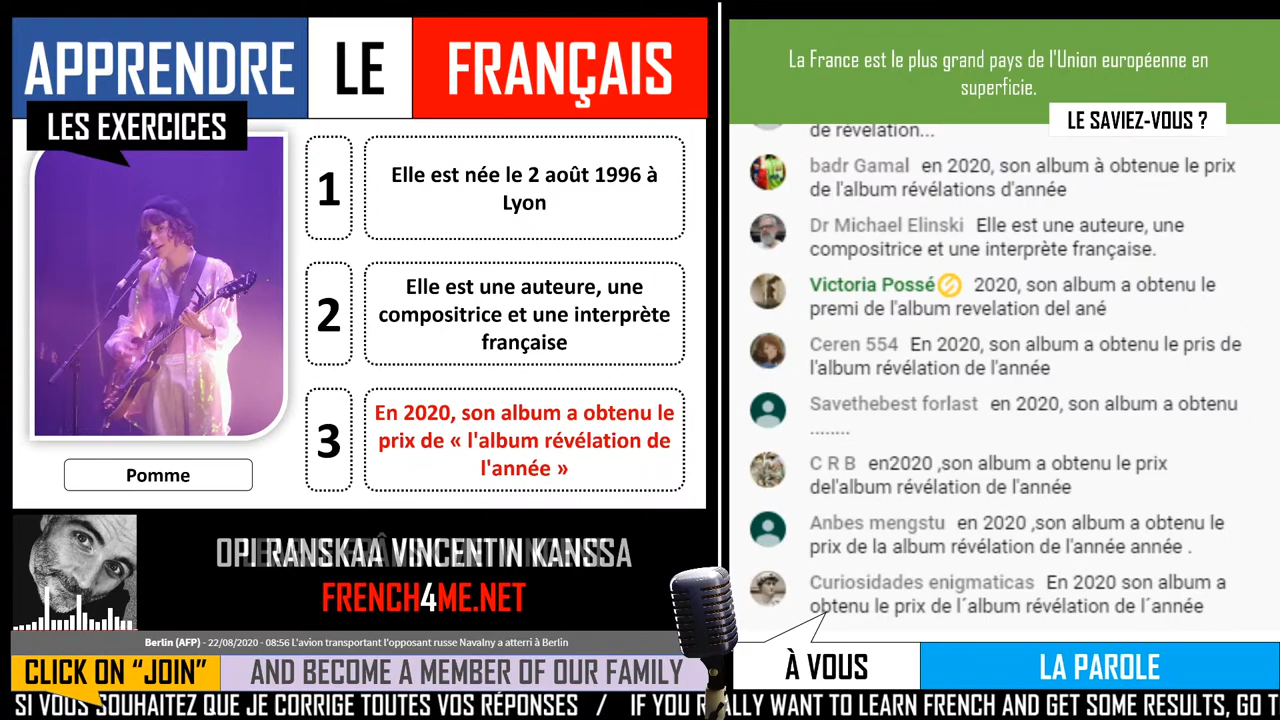 APPRENDRE LE FRANÇAIS
LES EXERCICES
1
Elle est née le 2 août 1996 à
Lyon
2
Elle est une auteure, une
compositrice et une interprète
française
3
En 2020, son album a obtenu le
prix de « l'album révélation de
l'année »
Pomme
VINCENT
FRENCH4ME.NET
Berlin (AFP) - 22/08/2020 - 08:56 L'avion transportant l'opposant russe Navalny a atterri à Berlin
CLICK ON “JOIN” AND BECOME A MEMBER OF OUR FAMILY
La France est le plus grand pays de l'Union européenne en
superficie.
LE SAVIEZ-VOUS ?
de révélation...
badr Gamal en 2020, son album à obtenue le prix
de l'album révélations d'année
Dr Michael Elinski Elle est une auteure, une
compositrice et une interprète française.
Victoria Possé 2020, son album a obtenu le
premi de l'album revelation del ané
Ceren 554 En 2020, son album a obtenu le pris de
l'album révélation de l'année
Savethebest forlast en 2020, son album a obtenu
........
C R B en2020 ,son album a obtenu le prix
del'album révélation de l'année
Anbes mengstu en 2020 ,son album a obtenu le
prix de la album révélation de l'année année .
Curiosidades enigmaticas En 2020 son album a
obtenu le prix de l´album révélation de l´année
À VOUS LA PAROLE
SI VOUS SOUHAITEZ QUE JE CORRIGE TOUTES VOS RÉPONSES / IF YOU WANT TO LEARN FRENCH AND GET SOME RESULTS, GO